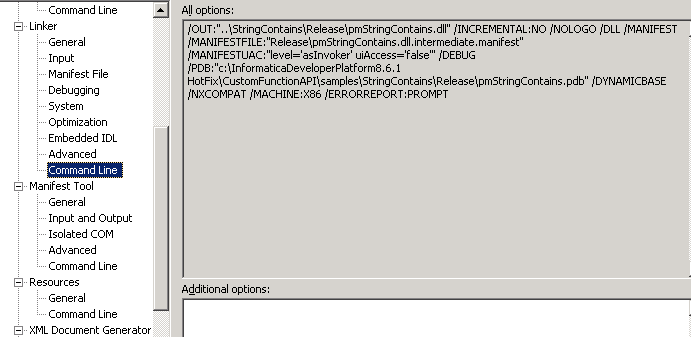 Command Line
Linker
General
Input
Manifest File
Debugging
System
Optimization
Embedded IDL
Advanced
Command Line
Manifest Tool
General
Input and Output
Isolated COM
Advanced
Command Line
Resources
General
Command Line
XML Document Generator
All options:
/OUT:"..\StringContains\Release\pmStringContains.dll" /INCREMENTAL:NO /NOLOGO /DLL /MANIFEST
/MANIFESTFILE:"Release\pmStringContains.dll.intermediate.manifest"
/MANIFESTUAC:"level='asInvoker' uiAccess='false'" /DEBUG
/PDB:"c:\InformaticaDeveloperPlatform8.6.1
HotFix\CustomFunctionAPI\samples\StringContains\Release\pmStringContains.pdb" /DYNAMICBASE
/NXCOMPAT /MACHINE:X86 /ERRORREPORT:PROMPT
Additional options: